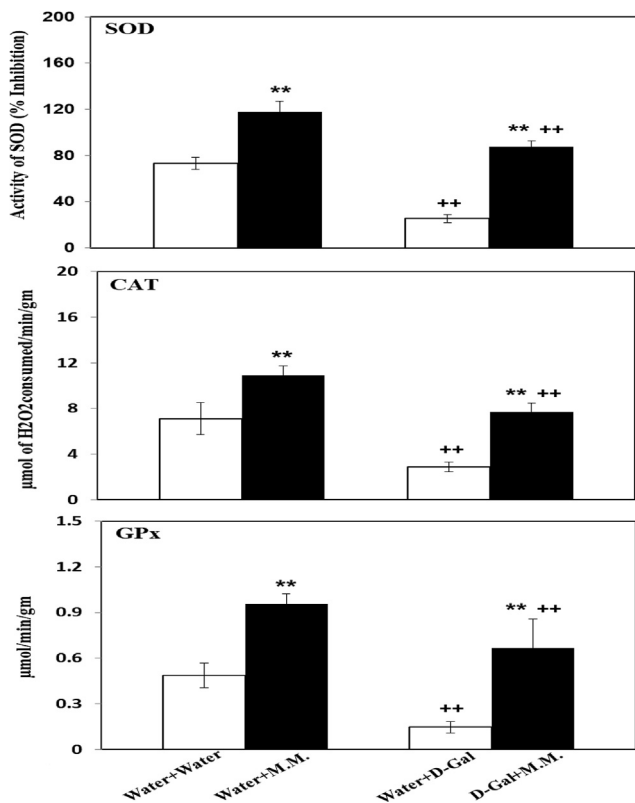 SOD
Activity of SOD (% Inhibition)
200
160
120
80
40
0
**
++
** ++
CAT
µmol of H2O2consumed/min/gm
20
16
12
8
4
0
**
++
** ++
GPx
µmol/min/gm
1.5
1.2
0.9
0.6
0.3
0
**
++
** ++
Water+Water
Water+M.M.
Water+D-Gal
D-Gal+M.M.